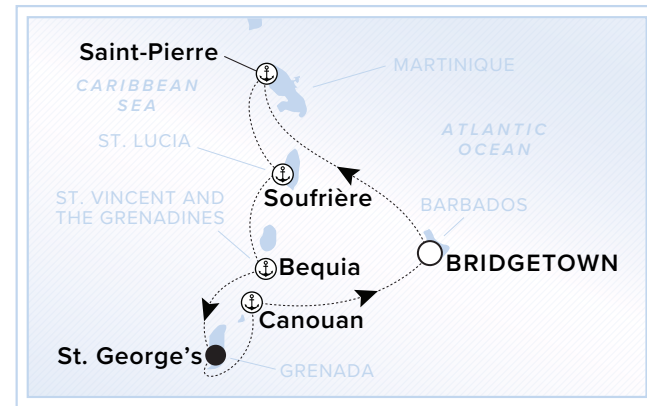 Saint-Pierre
MARTINIQUE
CARIBBEAN
SEA
ATLANTIC
OCEAN
ST. LUCIA
Soufrière
ST. VINCENT AND
THE GRENADINES
BARBADOS
BRIDGETOWN
Bequia
Canouan
St. George’s
GRENADA